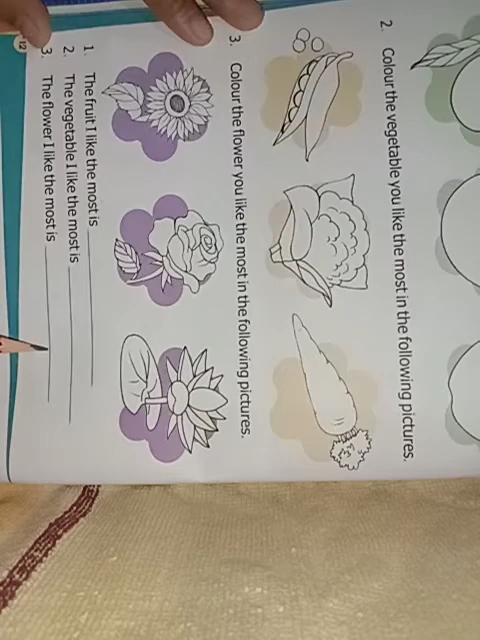 2. Colour the vegetable you like the most in the following pictures.
3. Colour the flower you like the most in the following pictures.
1. The fruit I like the most is
2. The vegetable I like the most is
3. The flower I like the most is
12